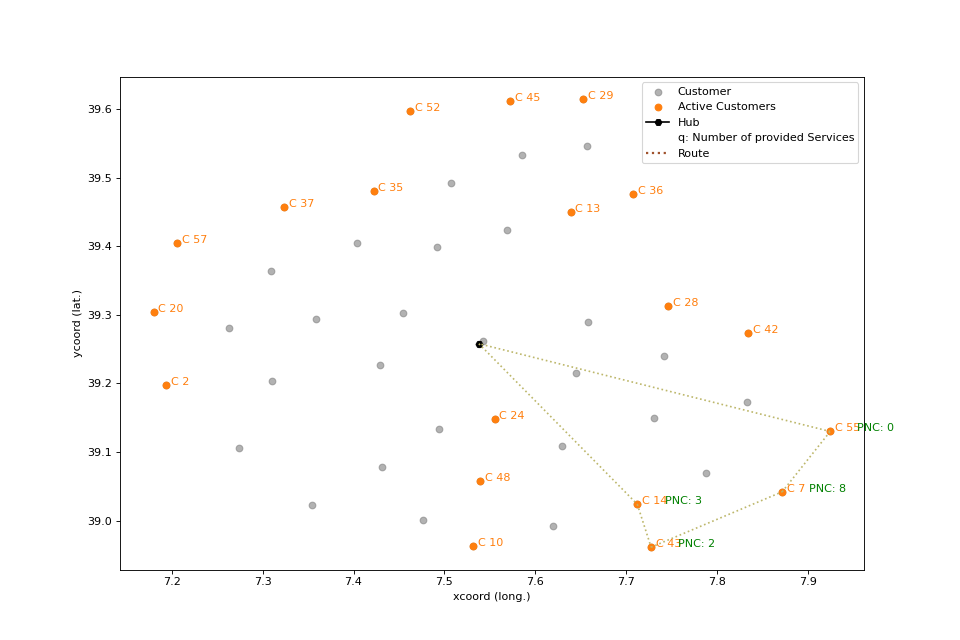 Customer
Active Customers
Hub
q: Number of provided Services
Route
C 29
C 45
C 52
39.6
39.5
C 35
C 36
C 37
C 13
C 57
39.4
C 20
39.3
C 28
C 42
ycoord (lat.)
C 2
39.2
C 24
C 55 PNC: 0
39.1
C 48
C 7 PNC: 8
C 14 PNC: 3
39.0
C 10
C 43 PNC: 2
7.2 7.3 7.4 7.5 7.6 7.7 7.8 7.9
xcoord (long.)